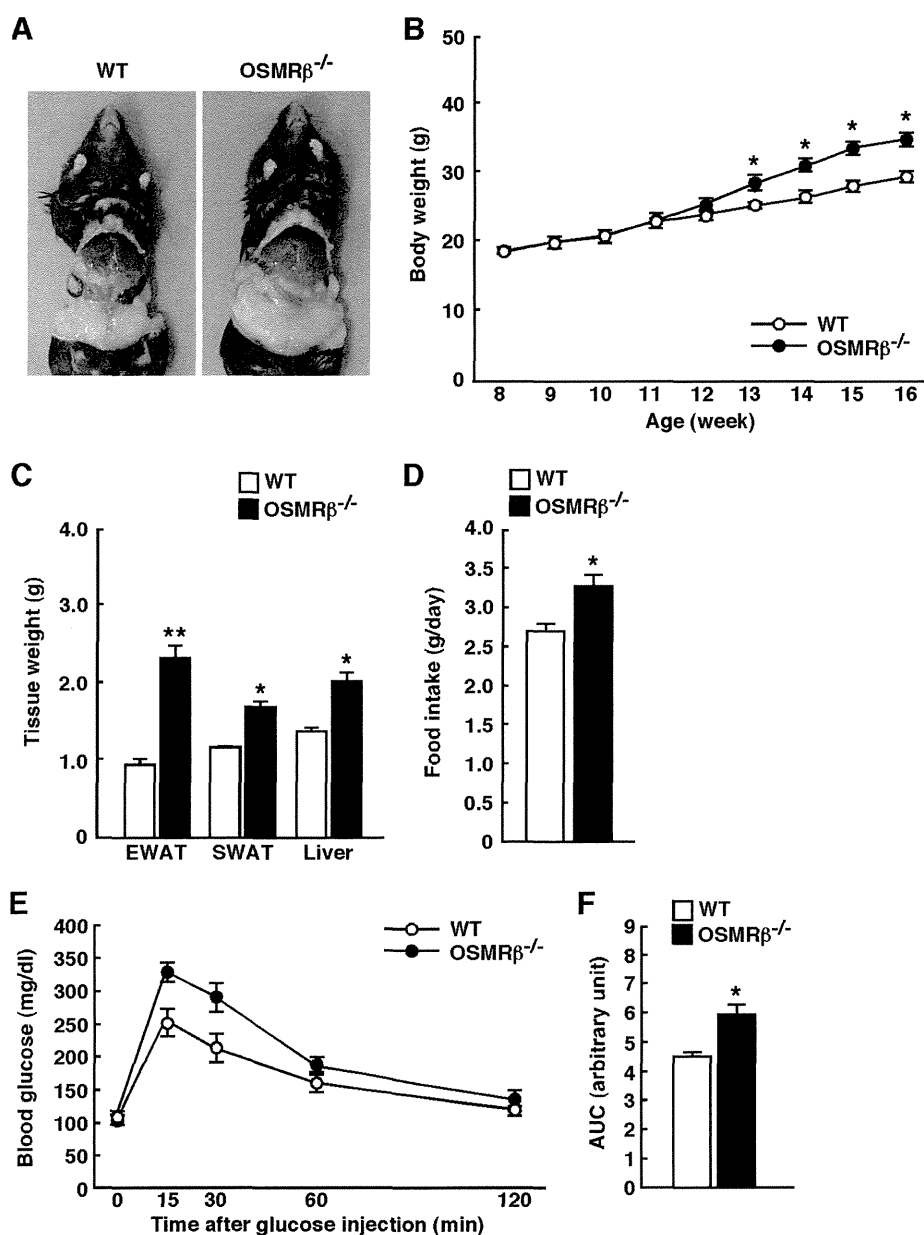 A
WT
OSMRβ-/-
B
Body weight (g)
50
40
30
20
10
0
* * * *
WT
OSMRβ-/-
8 9 10 11 12 13 14 15 16
Age (week)
C
WT
OSMRβ-/-
Tissue weight (g)
4.0
3.0
2.0
1.0
0
** * *
EWAT SWAT Liver
D
WT
OSMRβ-/-
Food intake (g/day)
4.0
3.5
3.0
2.5
2.0
1.5
1.0
0.5
0
*
E
WT
OSMRβ-/-
Blood glucose (mg/dl)
400
350
300
250
200
150
100
50
0
0 15 30 60 120
Time after glucose injection (min)
F
WT
OSMRβ-/-
AUC (arbitrary unit)
9
8
7
6
5
4
3
2
1
0
*